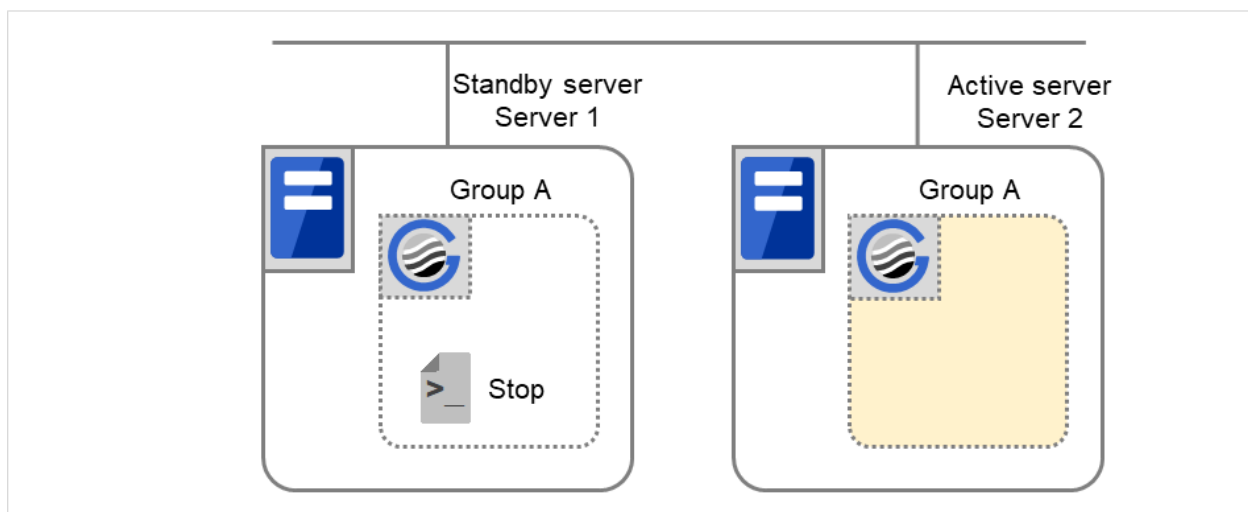 Standby server
Server 1
Active server
Server 2
Group A
Group A
>_
Stop